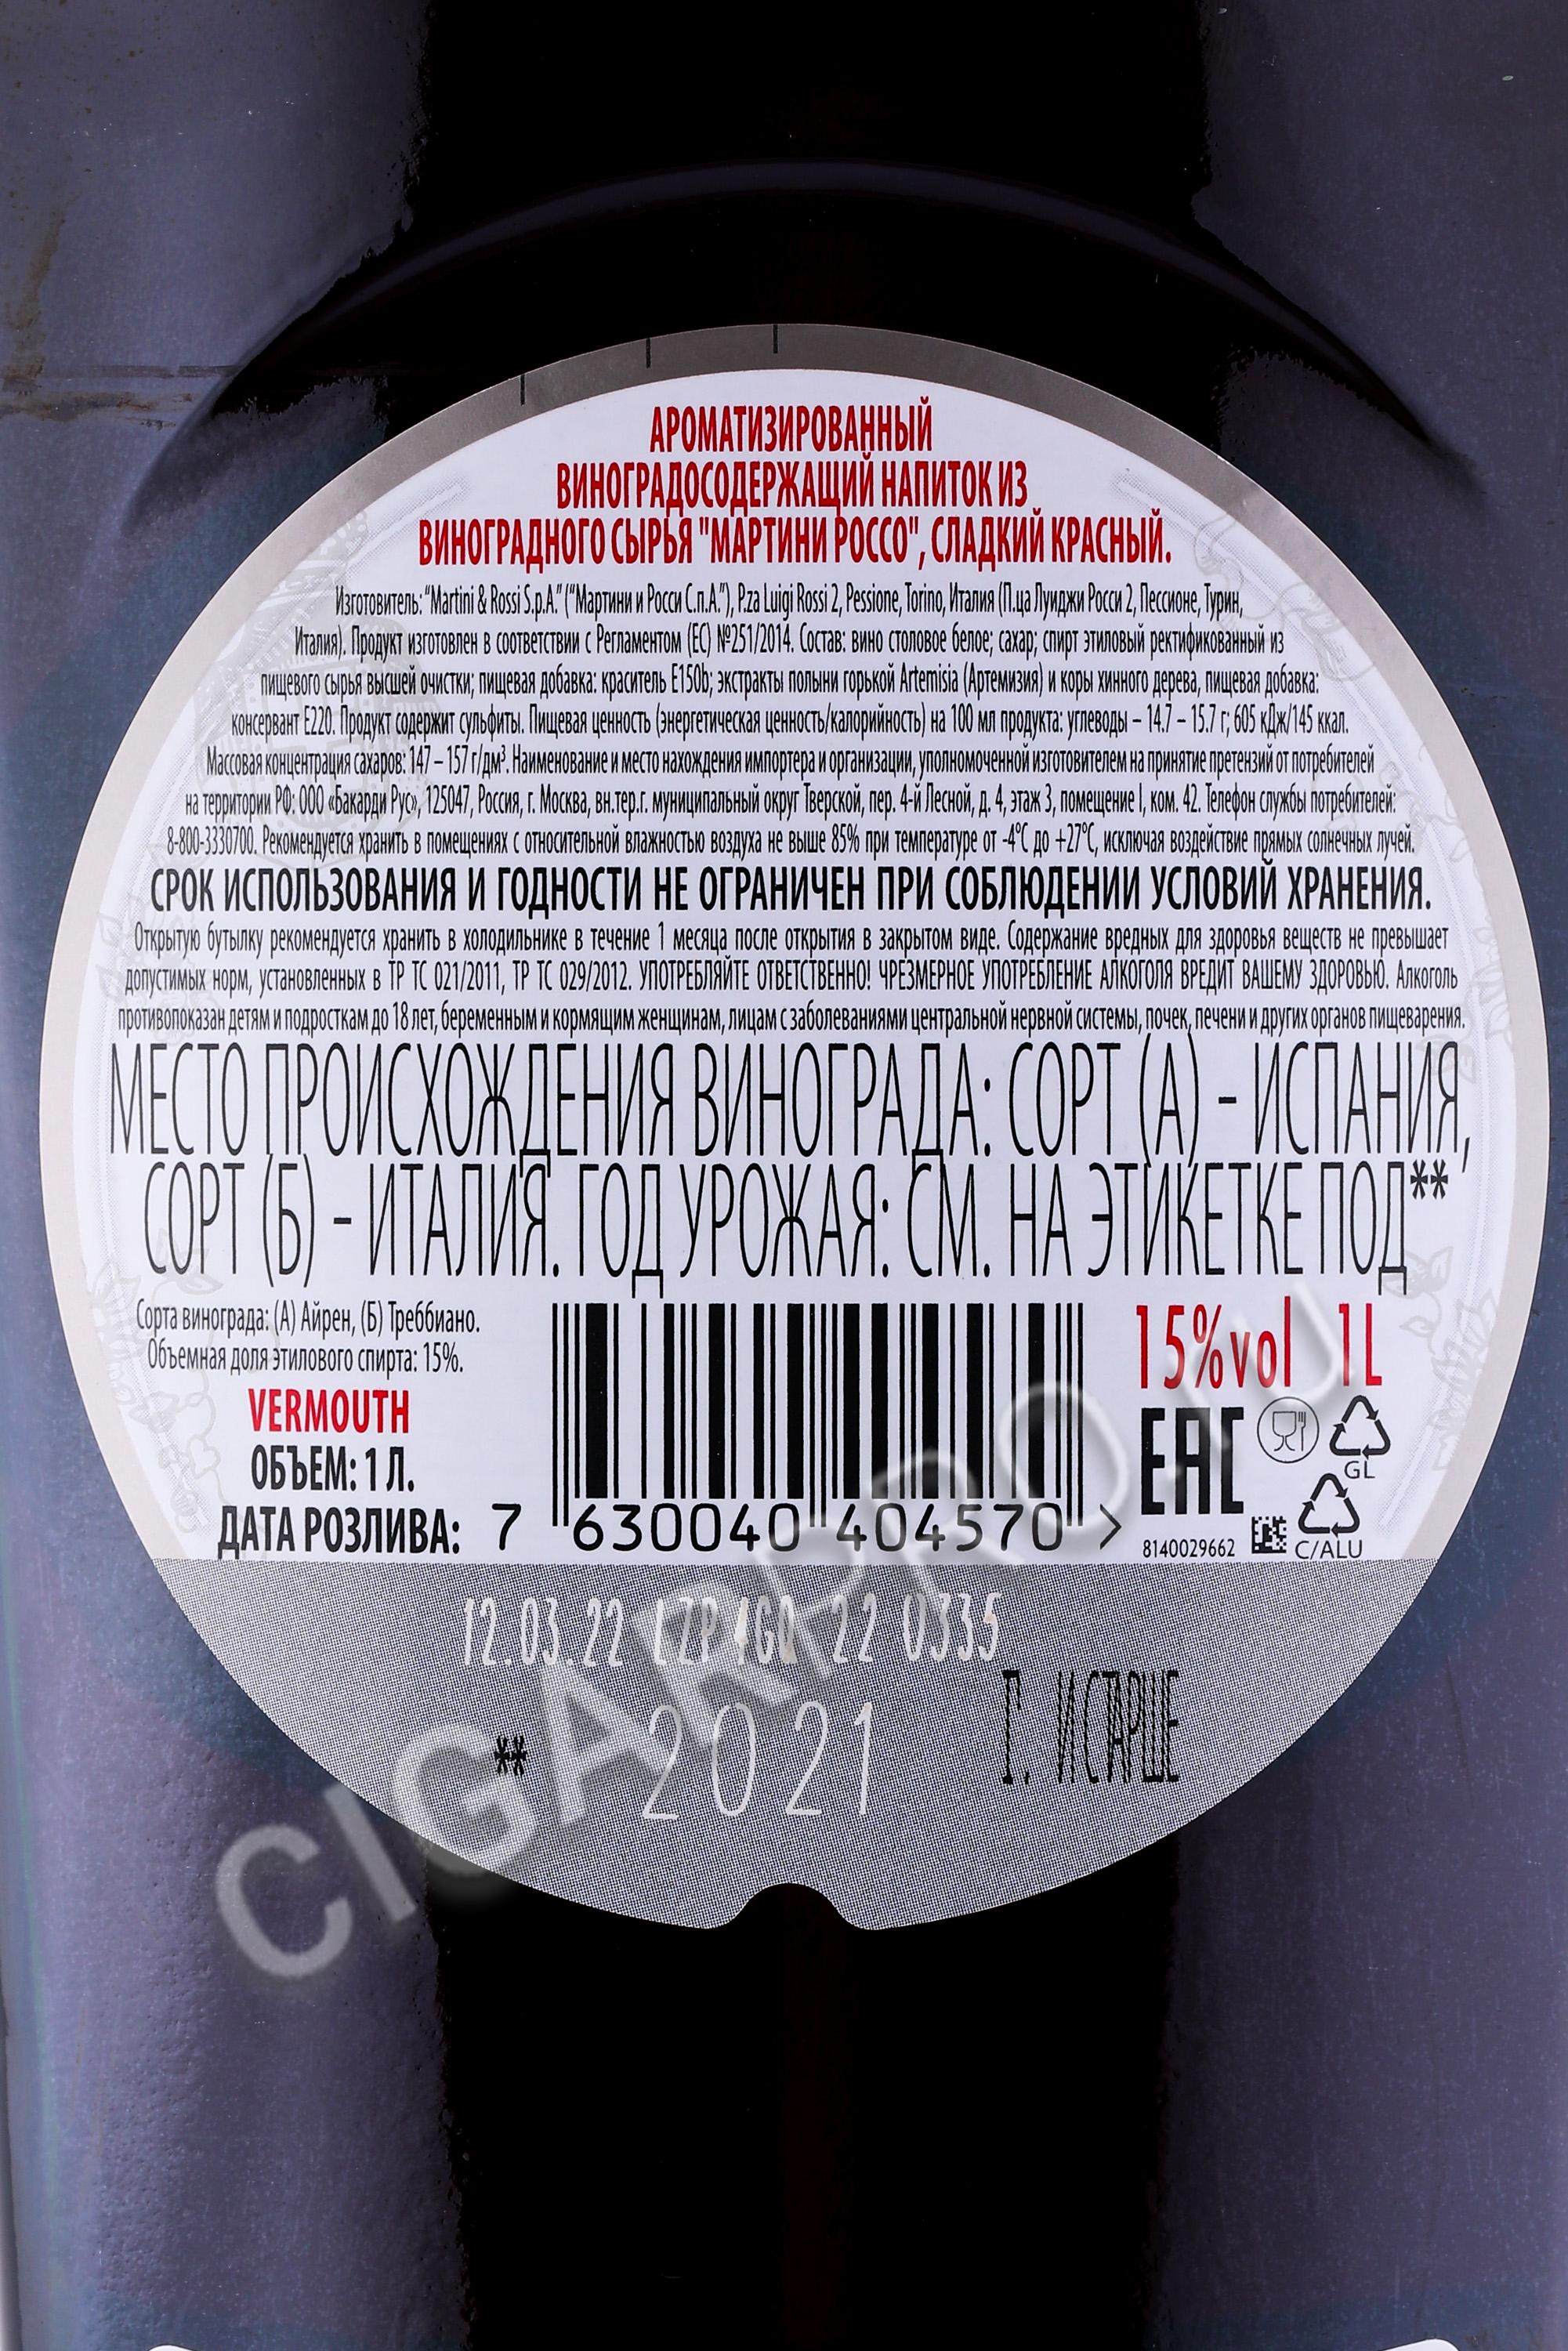 АРОМАТИЗИРОВАННЫЙ
ВИНОГРАДОСОДЕРЖАЩИЙ НАПИТОК ИЗ
ВИНОГРАДНОГО СЫРЬЯ "МАРТИНИ РОССО", СЛАДКИЙ КРАСНЫЙ.
Изготовитель: "Martini & Rossi S.p.A." ("Мартини и Росси С.п.А."), P.za Luigi Rossi 2, Pessione, Torino, Италия (П.ца Луиджи Росси 2, Пессионе, Турин,
Италия). Продукт изготовлен в соответствии с Регламентом (ЕС) №251/2014. Состав: вино столовое белое; сахар; спирт этиловый ректификованный из
пищевого сырья высшей очистки; пищевая добавка: краситель Е150b; экстракты полыни горькой Artemisia (Артемизия) и коры хинного дерева, пищевая добавка:
консервант Е220. Продукт содержит сульфиты. Пищевая ценность (энергетическая ценность/калорийность) на 100 мл продукта: углеводы – 14.7 – 15.7 г; 605 кДж/145 ккал.
Массовая концентрация сахаров: 147 – 157 г/дм³. Наименование и место нахождения импортера и организации, уполномоченной изготовителем на принятие претензий от потребителей
на территории РФ: ООО «Бакарди Рус», 125047, Россия, г. Москва, вн.тер.г. муниципальный округ Тверской, пер. 4-й Лесной, д. 4, этаж 3, помещение I, ком. 42. Телефон службы потребителей:
8-800-3330700. Рекомендуется хранить в помещениях с относительной влажностью воздуха не выше 85% при температуре от -4°С до +27°С, исключая воздействие прямых солнечных лучей.
СРОК ИСПОЛЬЗОВАНИЯ И ГОДНОСТИ НЕ ОГРАНИЧЕН ПРИ СОБЛЮДЕНИИ УСЛОВИЙ ХРАНЕНИЯ.
Открытую бутылку рекомендуется хранить в холодильнике в течение 1 месяца после открытия в закрытом виде. Содержание вредных для здоровья веществ не превышает
допустимых норм, установленных в ТР ТС 021/2011, ТР ТС 029/2012. УПОТРЕБЛЯЙТЕ ОТВЕТСТВЕННО! ЧРЕЗМЕРНОЕ УПОТРЕБЛЕНИЕ АЛКОГОЛЯ ВРЕДИТ ВАШЕМУ ЗДОРОВЬЮ. Алкоголь
противопоказан детям и подросткам до 18 лет, беременным и кормящим женщинам, лицам с заболеваниями центральной нервной системы, почек, печени и других органов пищеварения.
МЕСТО ПРОИСХОЖДЕНИЯ ВИНОГРАДА: СОРТ (А) – ИСПАНИЯ,
СОРТ (Б) – ИТАЛИЯ. ГОД УРОЖАЯ: СМ. НА ЭТИКЕТКЕ ПОД**
Сорта винограда: (А) Айрен, (Б) Треббиано.
Объемная доля этилового спирта: 15%.
VERMOUTH
ОБЪЕМ: 1 Л.
ДАТА РОЗЛИВА:
7 630040 404570 >
15%vol 1L
EAC
GL
8140029662
C/ALU
12.03.22 22 0335
** 2021 Г. И СТАРШЕ
CIGARPRO.RU